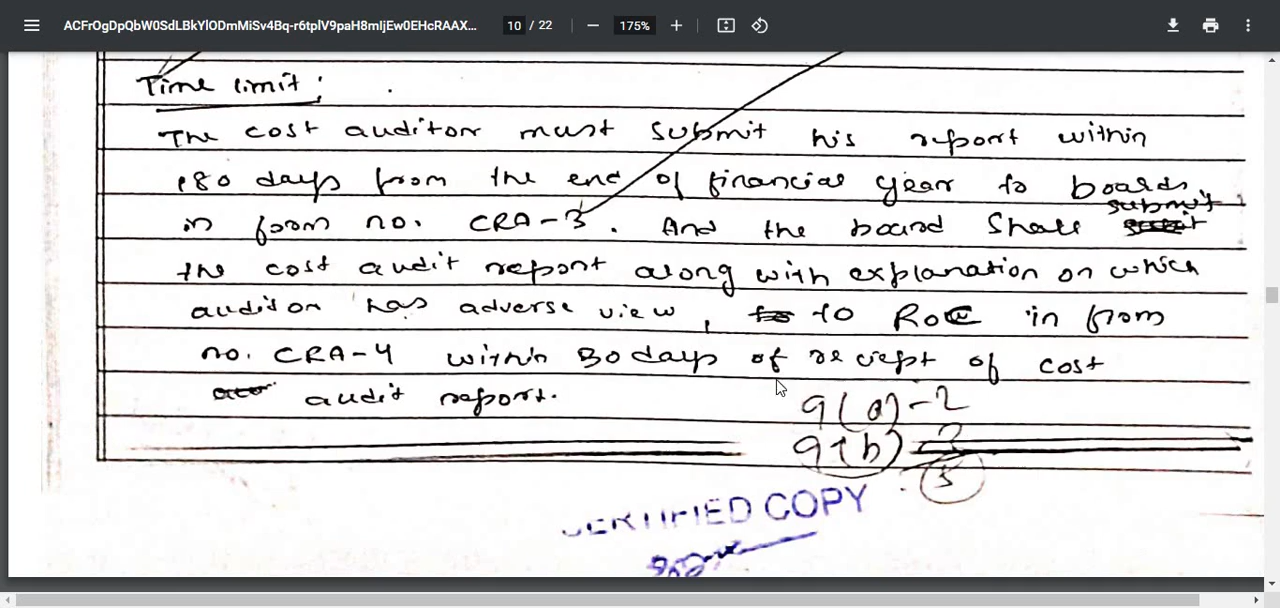 ACFrOgDpQbW0SdLBkYlODmMiSv4Bq-r6tplV9paH8mIjEw0EHcRAAX...
10 / 22
175%
Time limit:
The cost auditor must submit his report within
180 days from the end of financial year to boards
in form no. CRA-3. And the board shall submit
the cost audit report along with explanation on which
auditor has adverse view, to ROC in from
no. CRA-4 within 30 days of reciept of cost
audit report.
9(a)-2
9(b)-3
5
CERTIFIED COPY